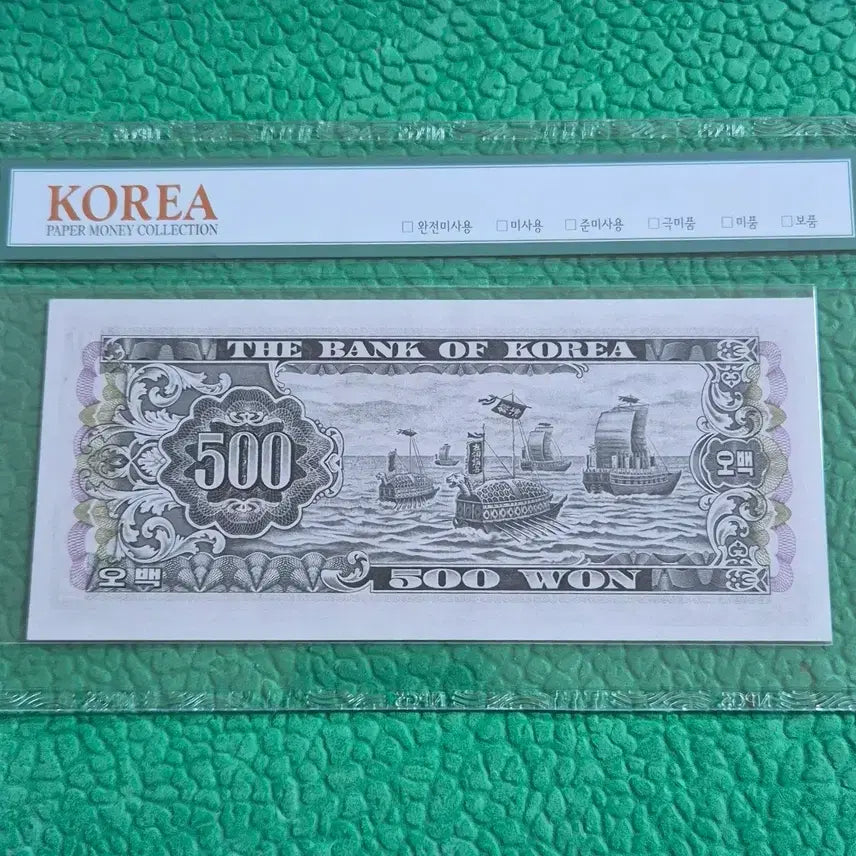 KOREA
PAPER MONEY COLLECTION
□ 완전미사용 □ 미사용 □ 준미사용 □ 극미품 □ 미품 □ 보품
THE BANK OF KOREA
500
오백
오백
500 WON